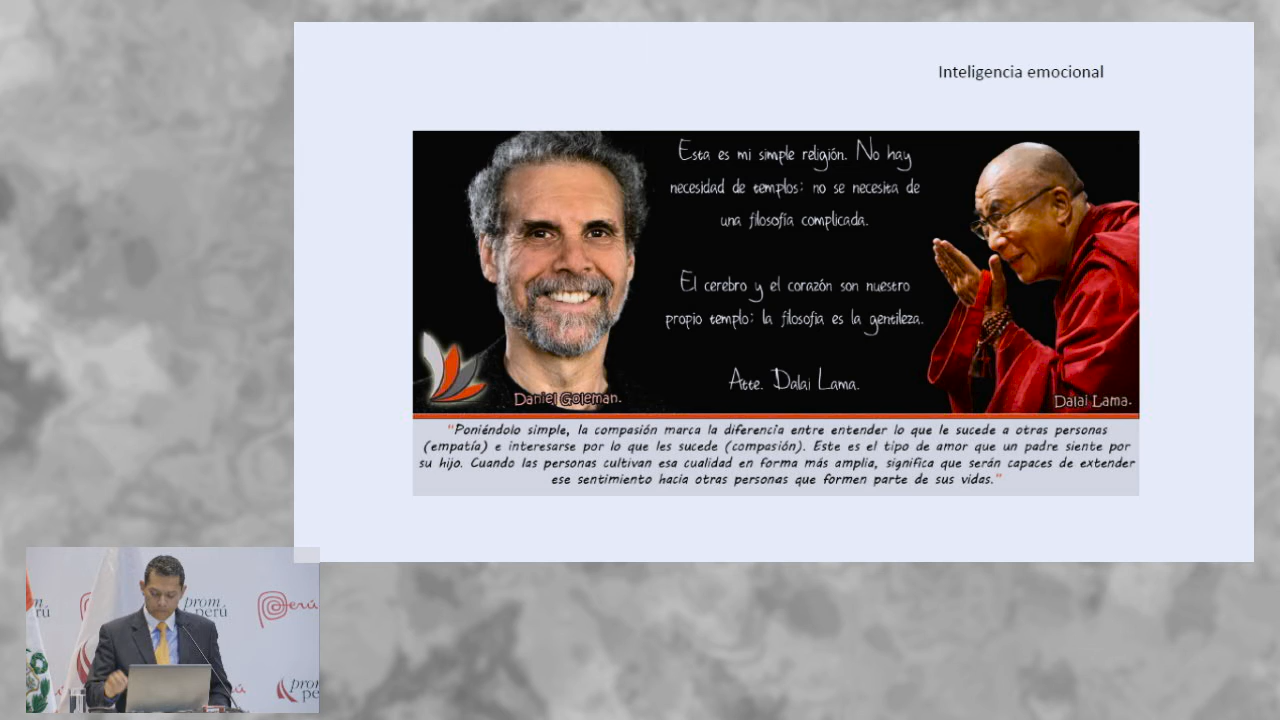 Inteligencia emocional
Esta es mi simple religión. No hay
necesidad de templos; no se necesita de
una filosofía complicada.
El cerebro y el corazón son nuestro
propio templo; la filosofía es la gentileza.
Atte. Dalai Lama.
Daniel Goleman.
Dalai Lama.
"Poniéndolo simple, la compasión marca la diferencia entre entender lo que le sucede a otras personas
(empatía) e interesarse por lo que les sucede (compasión). Este es el tipo de amor que un padre siente por
su hijo. Cuando las personas cultivan esa cualidad en forma más amplia, significa que serán capaces de extender
ese sentimiento hacia otras personas que formen parte de sus vidas."
prom
perú
Perú